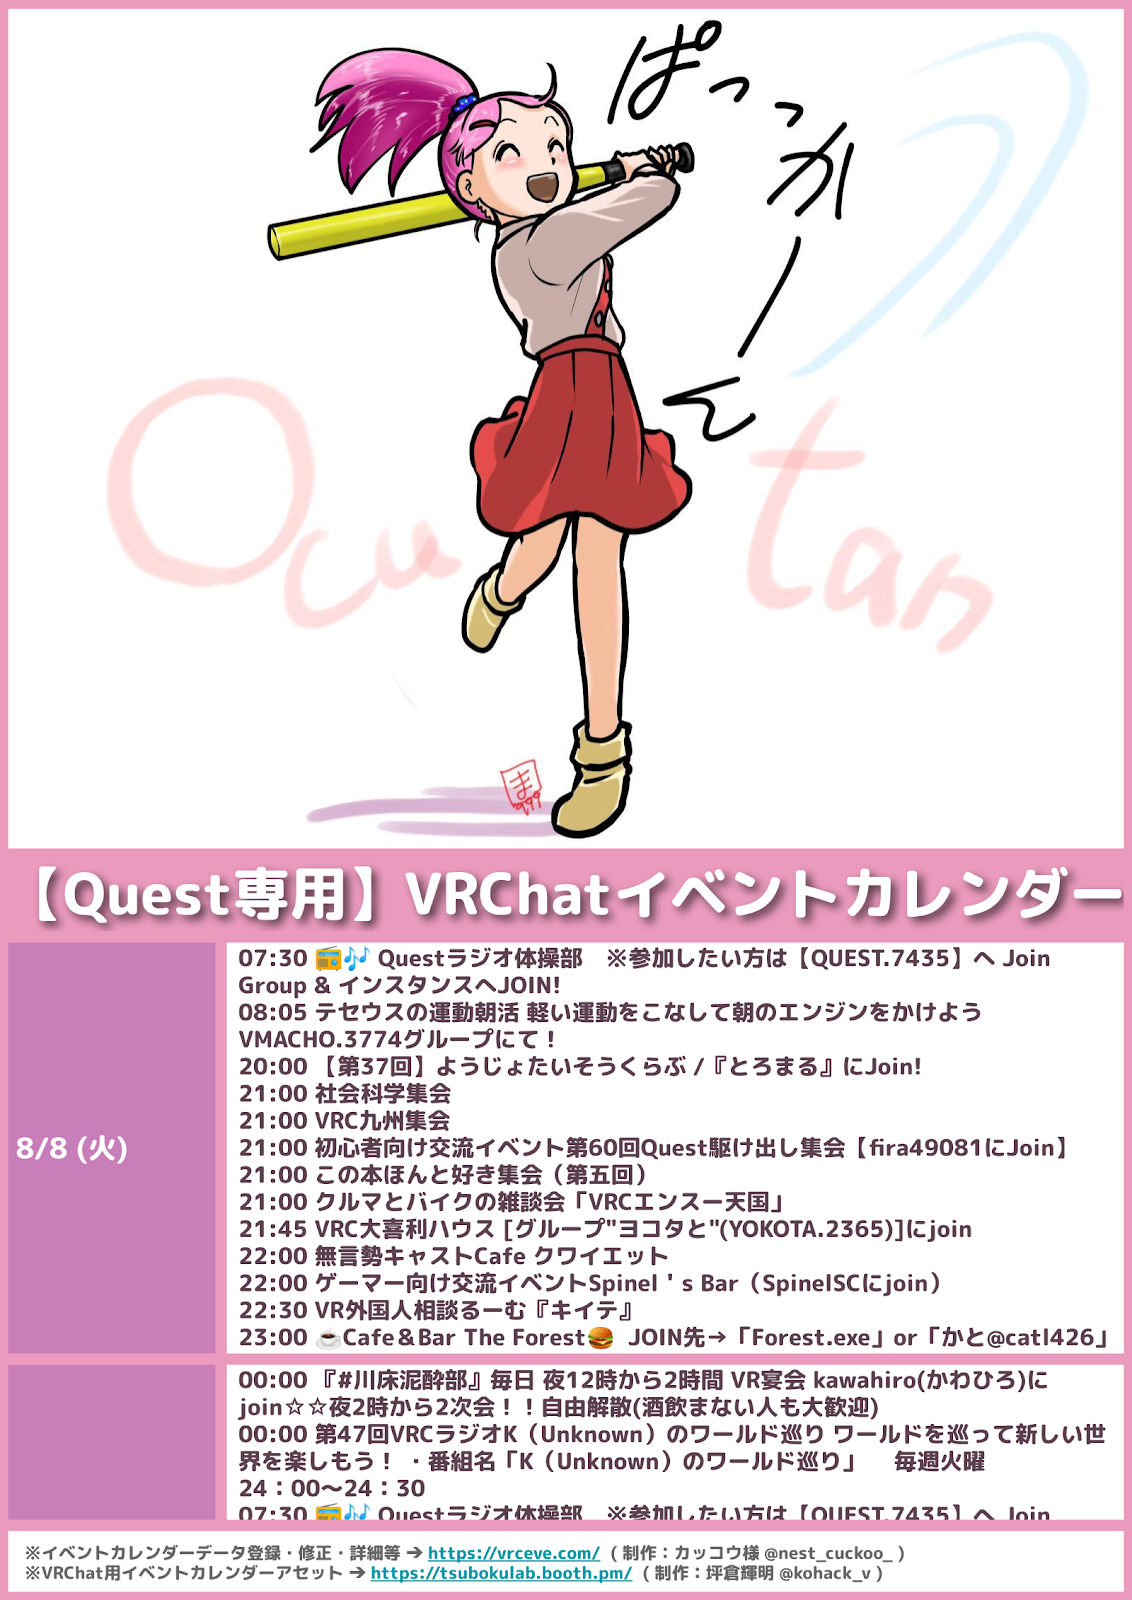 ぱっっかーん
Ocu tan
ま
999
【Quest専用】VRChatイベントカレンダー
8/8 (火)
07:30 📻🎶 Questラジオ体操部　※参加したい方は【QUEST.7435】へ Join
Group & インスタンスへJOIN!
08:05 テセウスの運動朝活 軽い運動をこなして朝のエンジンをかけよう
VMACHO.3774グループにて！
20:00 【第37回】ようじょたいそうくらぶ /『とろまる』にJoin!
21:00 社会科学集会
21:00 VRC九州集会
21:00 初心者向け交流イベント第60回Quest駆け出し集会【fira49081にJoin】
21:00 この本ほんと好き集会（第五回）
21:00 クルマとバイクの雑談会「VRCエンスー天国」
21:45 VRC大喜利ハウス [グループ"ヨコタと"(YOKOTA.2365)]にjoin
22:00 無言勢キャストCafe クワイエット
22:00 ゲーマー向け交流イベントSpinel＇s Bar（SpinelSCにjoin）
22:30 VR外国人相談るーむ『キイテ』
23:00 ☕Cafe＆Bar The Forest🍔 JOIN先→「Forest.exe」or「かと@catl426」
00:00 『#川床泥酔部』毎日 夜12時から2時間 VR宴会 kawahiro(かわひろ)に
join☆☆夜2時から2次会！！自由解散(酒飲まない人も大歓迎)
00:00 第47回VRCラジオK（Unknown）のワールド巡り ワールドを巡って新しい世
界を楽しもう！ ・番組名「K（Unknown）のワールド巡り」　毎週火曜
24：00〜24：30
07:30 📻🎶 Questラジオ体操部　※参加したい方は【QUEST.7435】へ Join
※イベントカレンダーデータ登録・修正・詳細等 ➔ https://vrceve.com/ ( 制作：カッコウ様 @nest_cuckoo_ )
※VRChat用イベントカレンダーアセット ➔ https://tsubokulab.booth.pm/ ( 制作：坪倉輝明 @kohack_v )